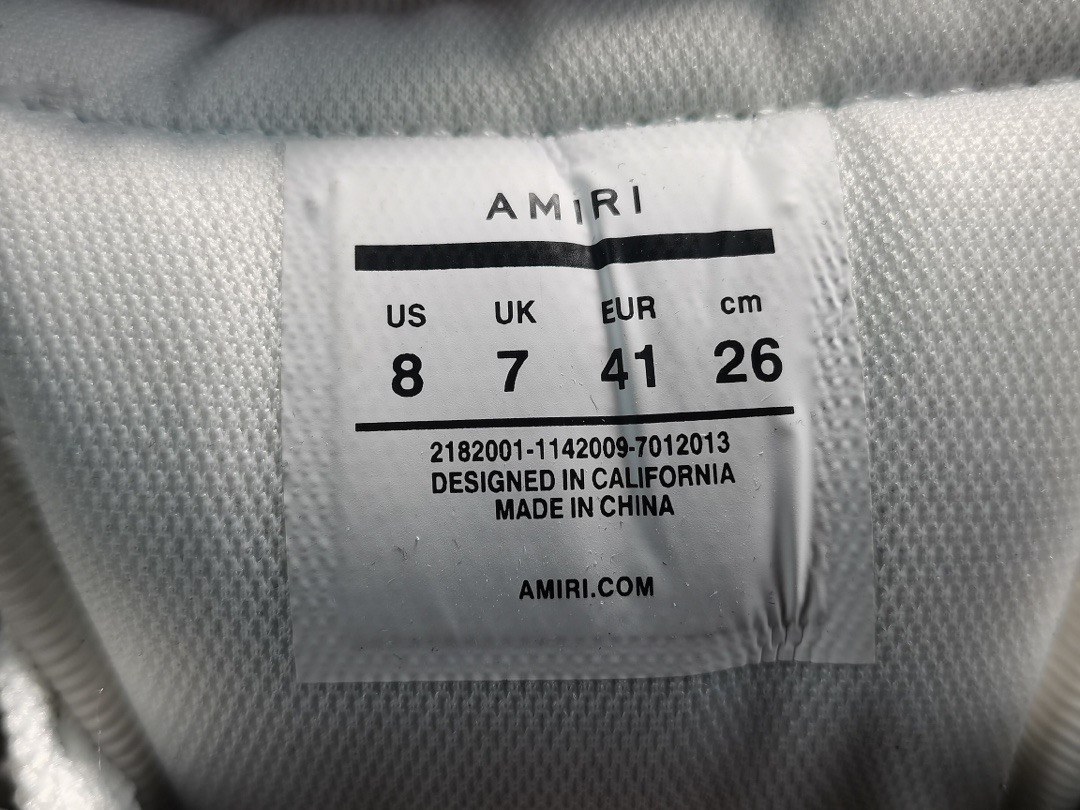 AMIRI
US UK EUR cm
8 7 41 26
2182001-1142009-7012013
DESIGNED IN CALIFORNIA
MADE IN CHINA
AMIRI.COM